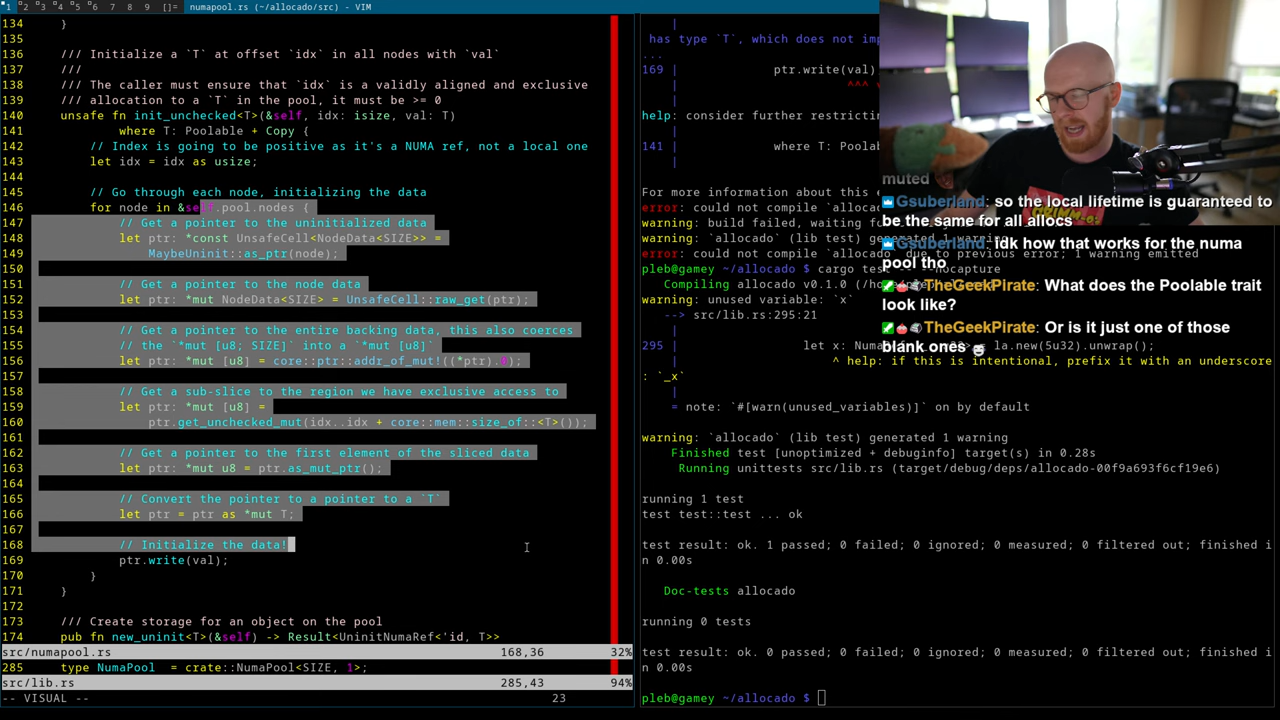 1 2 3 4 5 6 7 8 9 []= numapool.rs (~/allocado/src) - VIM
134     }
135
136     /// Initialize a `T` at offset `idx` in all nodes with `val`
137     ///
138     /// The caller must ensure that `idx` is a validly aligned and exclusive
139     /// allocation to a `T` in the pool, it must be >= 0
140     unsafe fn init_unchecked<T>(&self, idx: isize, val: T)
141             where T: Poolable + Copy {
142         // Index is going to be positive as it's a NUMA ref, not a local one
143         let idx = idx as usize;
144
145         // Go through each node, initializing the data
146         for node in &self.pool.nodes {
147             // Get a pointer to the uninitialized data
148             let ptr: *const UnsafeCell<NodeData<SIZE>> =
149                 MaybeUninit::as_ptr(node);
150
151             // Get a pointer to the node data
152             let ptr: *mut NodeData<SIZE> = UnsafeCell::raw_get(ptr);
153
154             // Get a pointer to the entire backing data, this also coerces
155             // the `*mut [u8; SIZE]` into a `*mut [u8]`
156             let ptr: *mut [u8] = core::ptr::addr_of_mut!((*ptr).0);
157
158             // Get a sub-slice to the region we have exclusive access to
159             let ptr: *mut [u8] =
160                 ptr.get_unchecked_mut(idx..idx + core::mem::size_of::<T>());
161
162             // Get a pointer to the first element of the sliced data
163             let ptr: *mut u8 = ptr.as_mut_ptr();
164
165             // Convert the pointer to a pointer to a `T`
166             let ptr = ptr as *mut T;
167
168             // Initialize the data!
169             ptr.write(val);
170         }
171     }
172
173     /// Create storage for an object on the pool
174     pub fn new_uninit<T>(&self) -> Result<UninitNumaRef<'id, T>>
src/numapool.rs 168,36 32%
285     type NumaPool  = crate::NumaPool<SIZE, 1>;
src/lib.rs 285,43 94%
-- VISUAL -- 23
|
has type `T`, which does not imp
...
169 |             ptr.write(val)
|                       ^^^
help: consider further restrictin
|
141 |             where T: Poolab
|
For more information about this e
error: could not compile `alloca
warning: build failed, waiting
warning: `allocado` (lib test) generated 1 warning
error: could not compile `allocado` due to previous error; 1 warning emitted
pleb@gamey ~/allocado $ cargo test -- --nocapture
Compiling allocado v0.1.0 (/home/
warning: unused variable: `x`
--> src/lib.rs:295:21
|
295 |                 let x: Numa la.new(5u32).unwrap();
|                     ^ help: if this is intentional, prefix it with an underscore
: `_x`
|
= note: `#[warn(unused_variables)]` on by default
warning: `allocado` (lib test) generated 1 warning
Finished test [unoptimized + debuginfo] target(s) in 0.28s
Running unittests src/lib.rs (target/debug/deps/allocado-00f9a693f6cf19e6)
running 1 test
test test::test ... ok
test result: ok. 1 passed; 0 failed; 0 ignored; 0 measured; 0 filtered out; finished i
n 0.00s
Doc-tests allocado
running 0 tests
test result: ok. 0 passed; 0 failed; 0 ignored; 0 measured; 0 filtered out; finished i
n 0.00s
pleb@gamey ~/allocado $
muted
Gsuberland: so the local lifetime is guaranteed to
be the same for all allocs
Gsuberland: idk how that works for the numa
pool tho
TheGeekPirate: What does the Poolable trait
look like?
TheGeekPirate: Or is it just one of those
blank ones